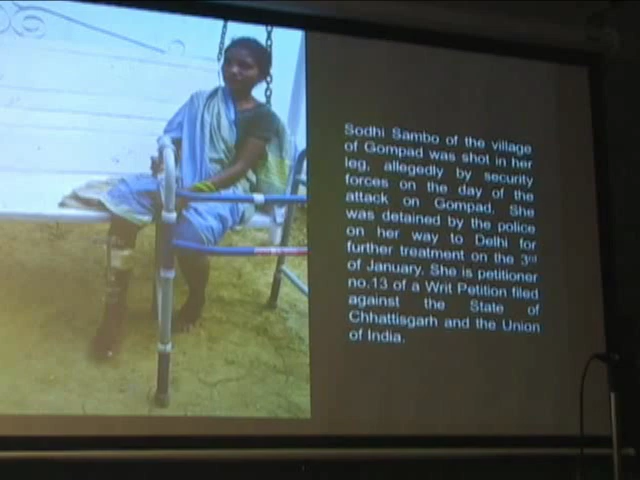 Sodhi Sambo of the village
of Gompad was shot in her
leg, allegedly by security
forces on the day of the
attack on Gompad. She
was detained by the police
on her way to Delhi for
further treatment on the 3rd
of January. She is petitioner
no.13 of a Writ Petition filed
against the State of
Chhattisgarh and the Union
of India.